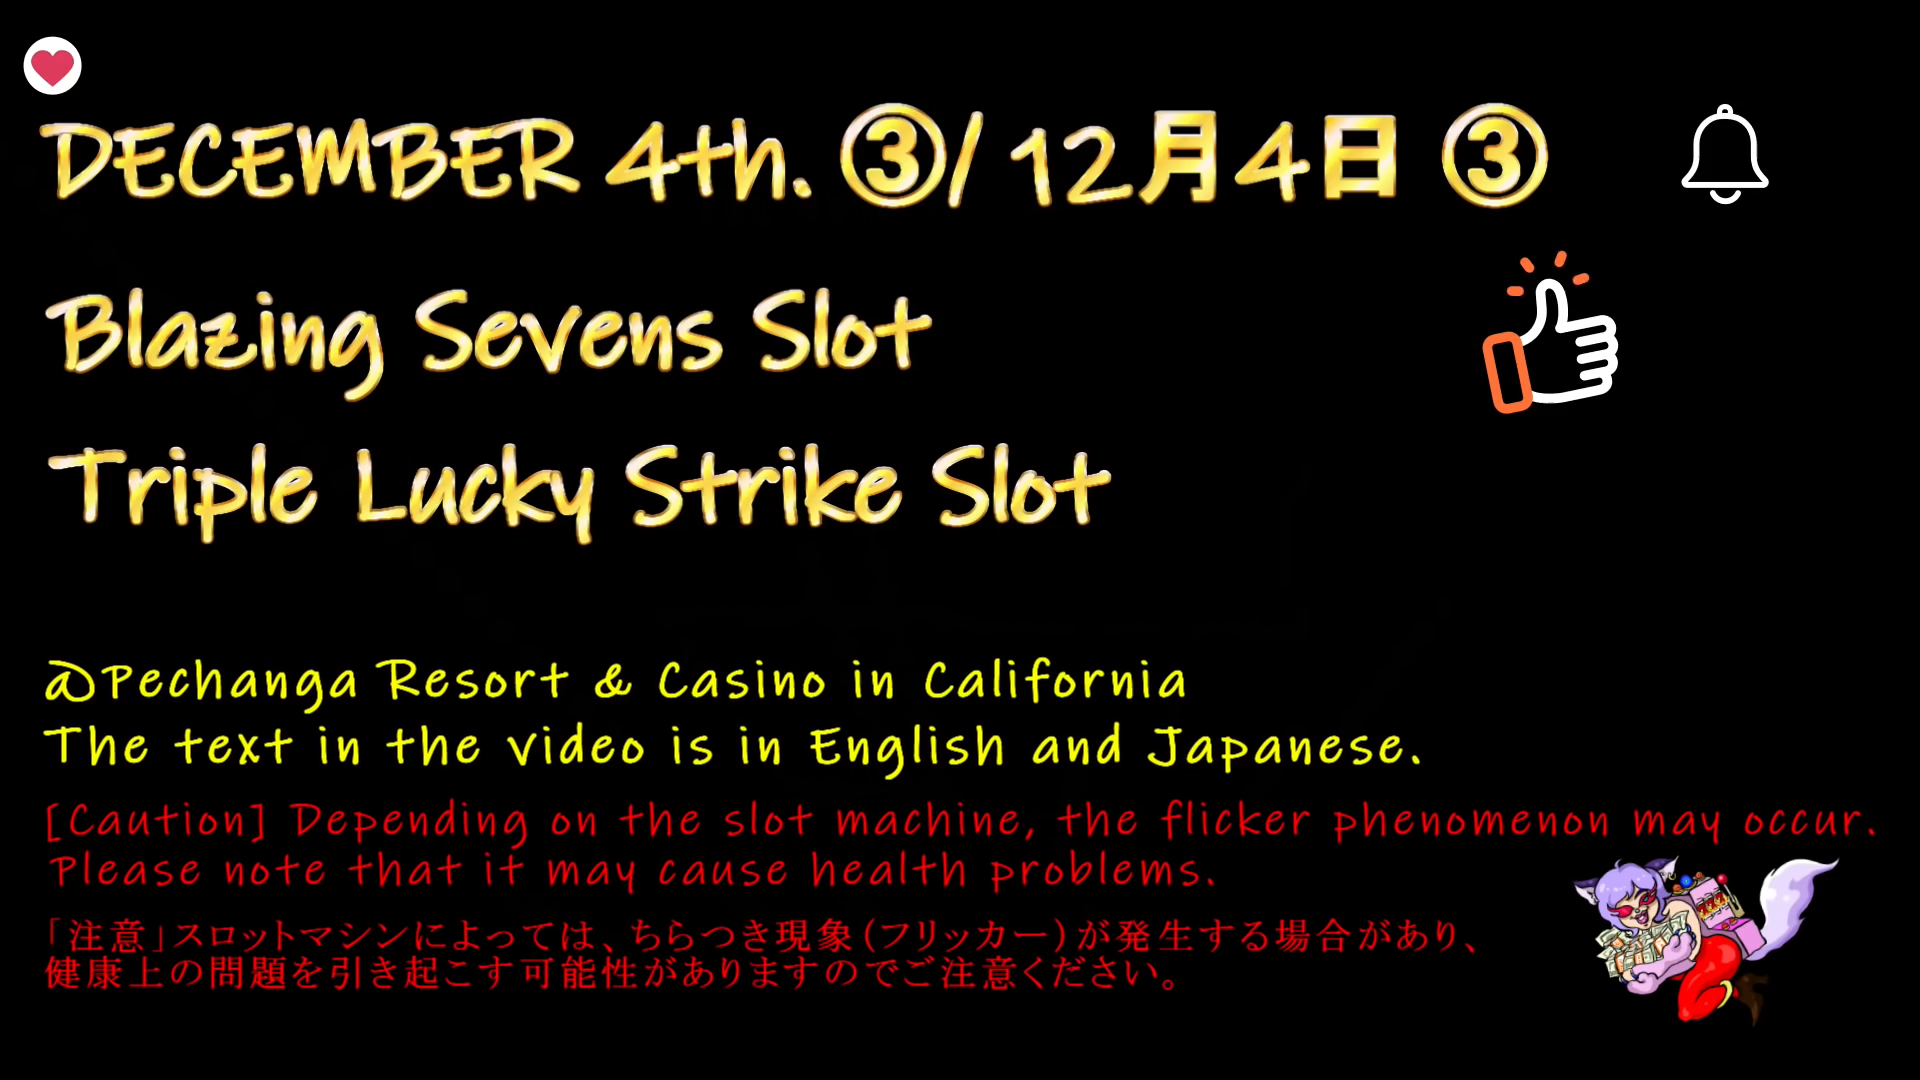 DECEMBER 4th. ③/ 12月4日 ③
Blazing Sevens Slot
Triple Lucky Strike Slot
@Pechanga Resort & Casino in California
The text in the video is in English and Japanese.
[Caution] Depending on the slot machine, the flicker phenomenon may occur.
Please note that it may cause health problems.
「注意」スロットマシンによっては、ちらつき現象(フリッカー)が発生する場合があり、
健康上の問題を引き起こす可能性がありますのでご注意ください。
777